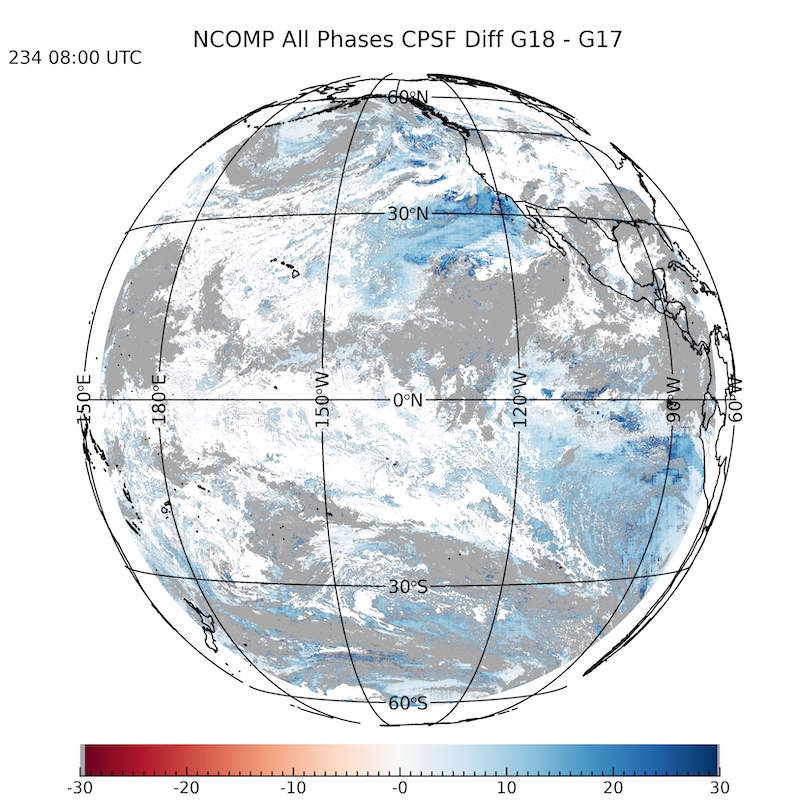 NCOMP All Phases CPSF Diff G18 - G17
234 08:00 UTC
60°N
30°N
150°E
180°E
150°W
0°N
120°W
90°W
60°W
30°S
60°S
-30
-20
-10
-0
10
20
30